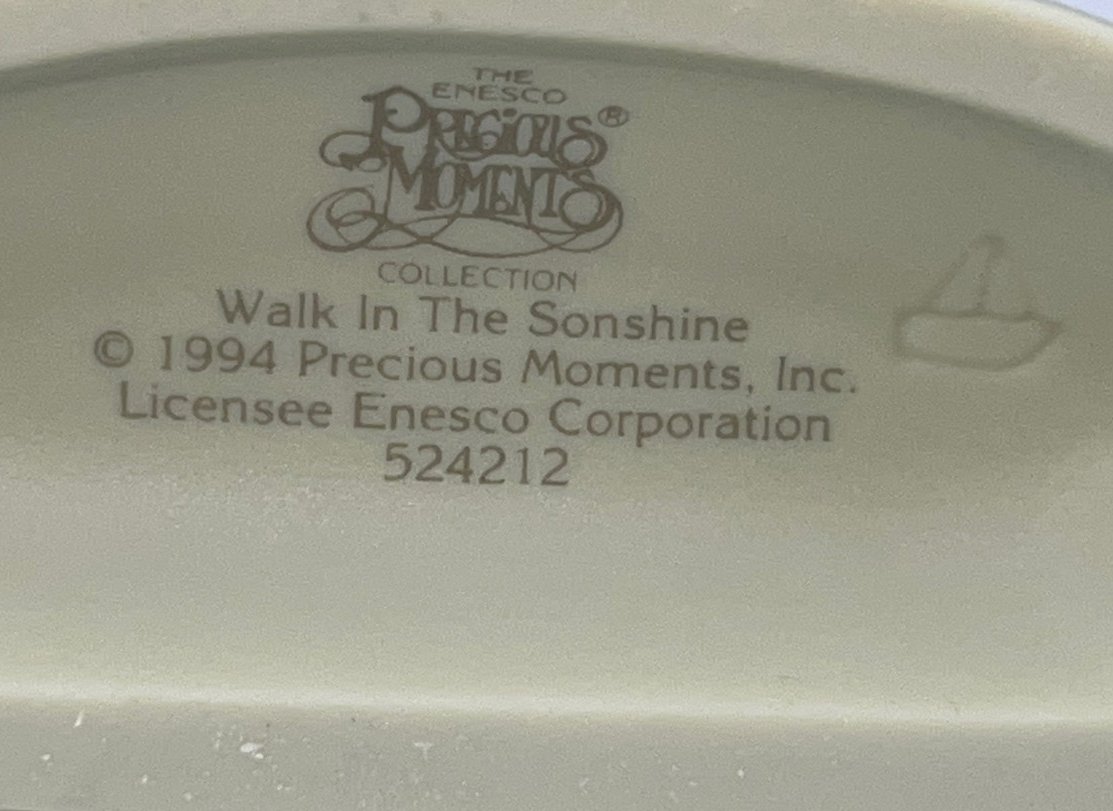 THE
ENESCO
PRECIOUS®
MOMENTS
COLLECTION
Walk In The Sonshine
© 1994 Precious Moments, Inc.
Licensee Enesco Corporation
524212